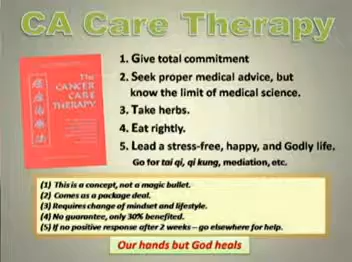 CA Care Therapy
The
CANCER
CARE
THERAPY
1. Give total commitment
2. Seek proper medical advice, but
know the limit of medical science.
3. Take herbs.
4. Eat rightly.
5. Lead a stress-free, happy, and Godly life.
Go for tai qi, qi kung, mediation, etc.
(1) This is a concept, not a magic bullet.
(2) Comes as a package deal.
(3) Requires change of mindset and lifestyle.
(4) No guarantee, only 30% benefited.
(5) If no positive response after 2 weeks – go elsewhere for help.
Our hands but God heals